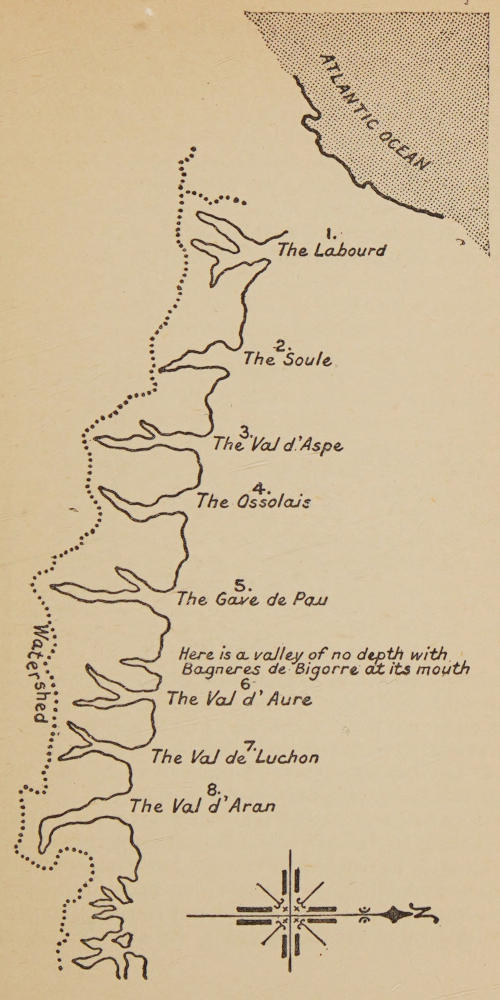 ATLANTIC OCEAN
1.
The Labourd
2.
The Soule
3.
The Val d'Aspe
4.
The Ossolais
5.
The Gave de Pau
Here is a valley of no depth with
Bagneres de Bigorre at its mouth
6.
The Val d' Aure
Watershed
7.
The Val de Luchon
8.
The Val d'Aran
N